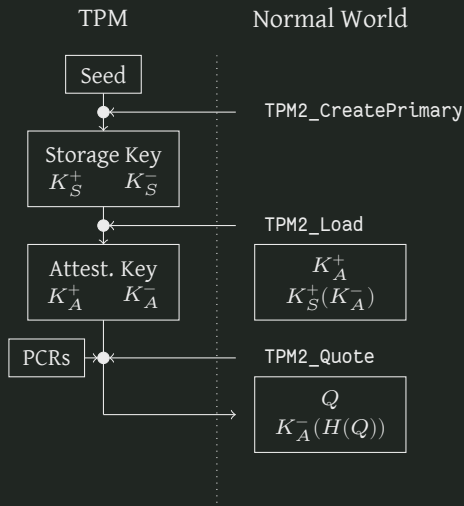 TPM Normal World
Seed
TPM2_CreatePrimary
Storage Key
K_S^+ K_S^-
TPM2_Load
Attest. Key
K_A^+ K_A^-
K_A^+
K_S^+(K_A^-)
PCRs
TPM2_Quote
Q
K_A^-(H(Q))